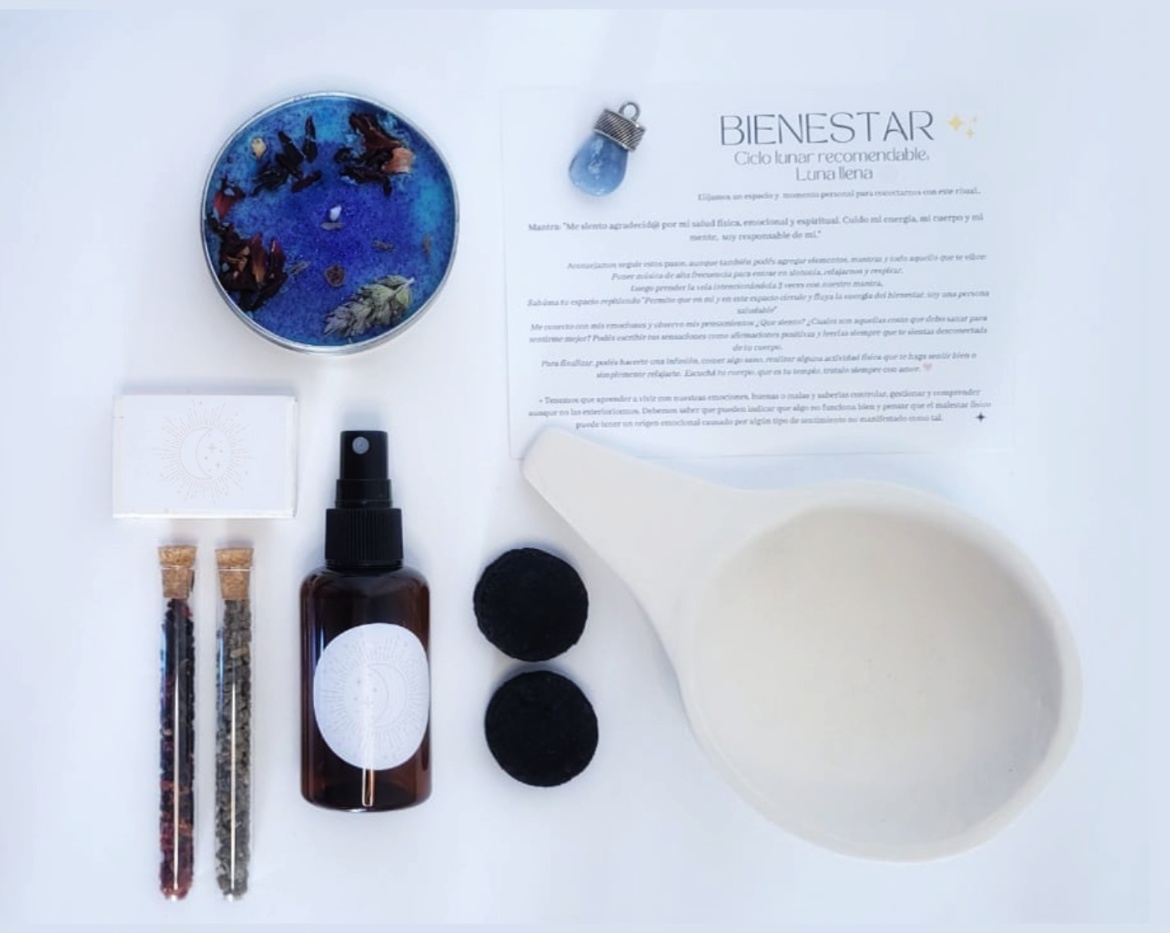 BIENESTAR
Ciclo lunar recomendable,
Luna llena
Elijamos un espacio y momento personal para conectarnos con este ritual.
Mantra: "Me siento agradecid@ por mi salud física, emocional y espiritual. Cuido mi energía, mi cuerpo y mi
mente, soy responsable de mi."
Aconsejamos seguir estos pasos, aunque también podés agregar elementos, mantras y todo aquello que te vibre
Poner música de alta frecuencia para entrar en sintonía, relajarnos y respirar.
Luego prender la vela intencionándola 3 veces con nuestro mantra,
Sahúma tu espacio repitiendo "Permito que en mi y en este espacio circule y fluya la energía del bienestar, soy una persona
saludable"
Me conecto con mis emociones y observo mis pensamientos ¿Que siento? ¿Cuales son aquellas cosas que debo sanar para
sentirme mejor? Podés escribir tus sensaciones como afirmaciones positivas y leerlas siempre que te sientas desconectada
de tu cuerpo.
Para finalizar, podés hacerte una infusión, comer algo sano, realizar alguna actividad física que te haga sentir bien o
simplemente relajarte. Escuchá tu cuerpo, que es tu templo, tratalo siempre con amor.
Tenemos que aprender a vivir con nuestras emociones, buenas o malas y saberlas controlar, gestionar y comprender
aunque no las exterioricemos. Debemos saber que pueden indicar que algo no funciona bien y pensar que el malestar físico
puede tener un origen emocional causado por algún tipo de sentimiento no manifestado como tal.